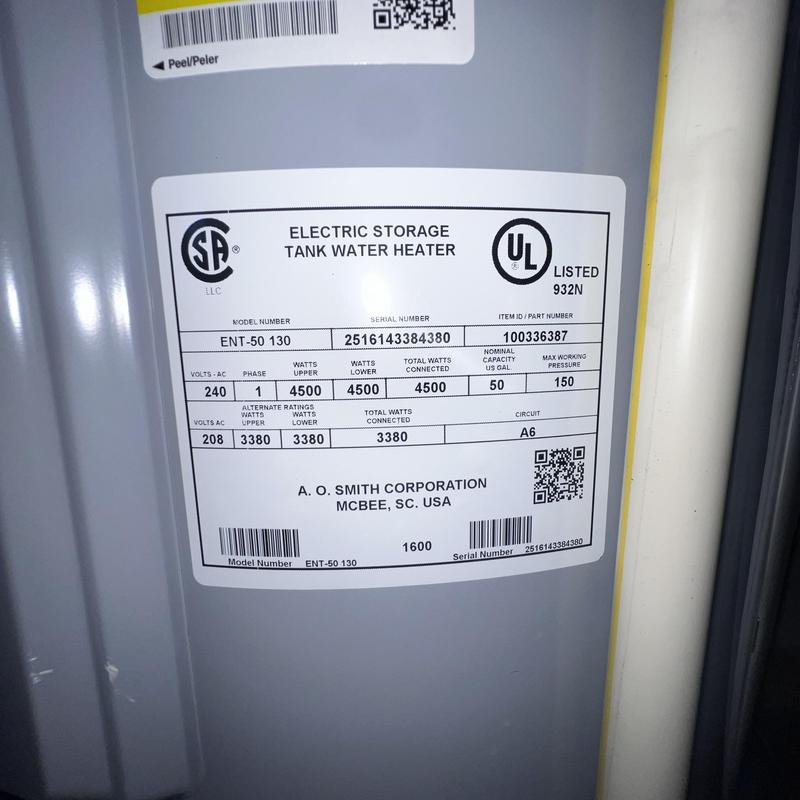 ◄ Peel/Peler
SA ®
LLC
ELECTRIC STORAGE
TANK WATER HEATER
UL ®
LISTED
932N
MODEL NUMBER SERIAL NUMBER ITEM ID / PART NUMBER
ENT-50 130 2516143384380 100336387
VOLTS - AC PHASE WATTS UPPER WATTS LOWER TOTAL WATTS CONNECTED NOMINAL CAPACITY US GAL. MAX WORKING PRESSURE
240 1 4500 4500 4500 50 150
ALTERNATE RATINGS
VOLTS AC WATTS UPPER WATTS LOWER TOTAL WATTS CONNECTED CIRCUIT
208 3380 3380 3380 A6
A. O. SMITH CORPORATION
MCBEE, SC. USA
Model Number ENT-50 130 1600 Serial Number 2516143384380